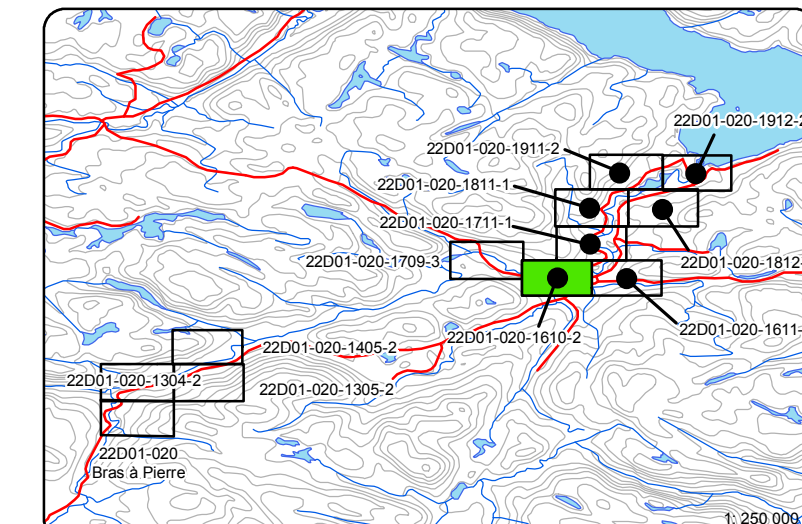 22D01-020-1912-2
22D01-020-1911-2
22D01-020-1811-1
22D01-020-1711-1
22D01-020-1709-3
22D01-020-1812-
22D01-020-1611-
22D01-020-1610-2
22D01-020-1405-2
22D01-020-1304-2
22D01-020-1305-2
22D01-020
Bras à Pierre
1: 250 000